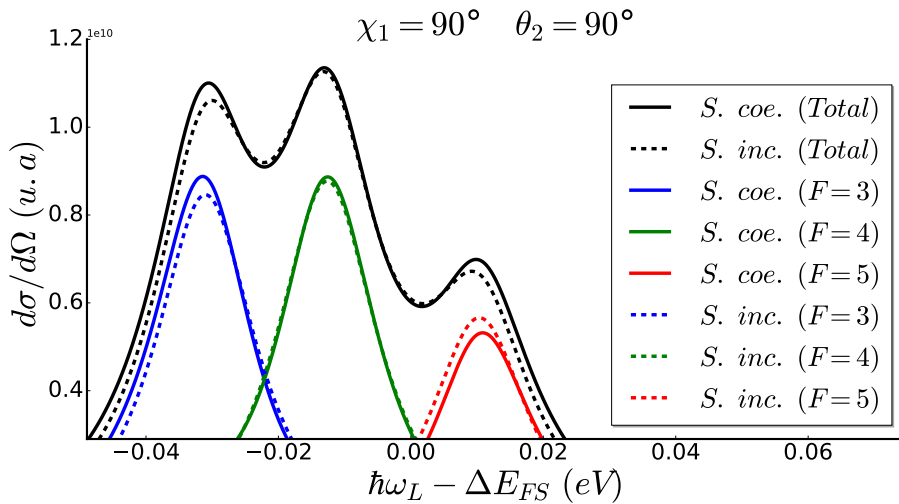 χ₁ = 90° θ₂ = 90°
1e10
1.2
1.0
0.8
0.6
0.4
dσ/dΩ (u.a)
S. coe. (Total)
S. inc. (Total)
S. coe. (F=3)
S. coe. (F=4)
S. coe. (F=5)
S. inc. (F=3)
S. inc. (F=4)
S. inc. (F=5)
−0.04 −0.02 0.00 0.02 0.04 0.06
ħω_L − ΔE_FS (eV)